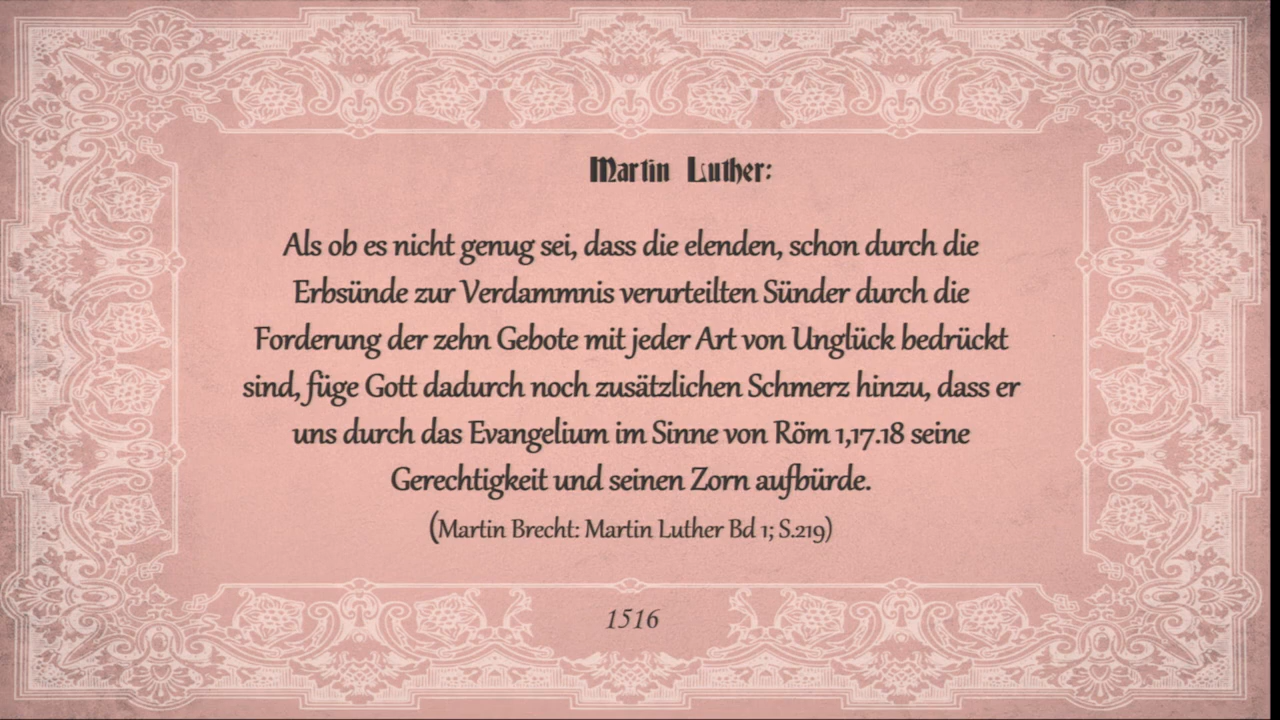 Martin Luther:
Als ob es nicht genug sei, dass die elenden, schon durch die
Erbsünde zur Verdammnis verurteilten Sünder durch die
Forderung der zehn Gebote mit jeder Art von Unglück bedrückt
sind, füge Gott dadurch noch zusätzlichen Schmerz hinzu, dass er
uns durch das Evangelium im Sinne von Röm 1,17.18 seine
Gerechtigkeit und seinen Zorn aufbürde.
(Martin Brecht: Martin Luther Bd 1; S.219)
1516